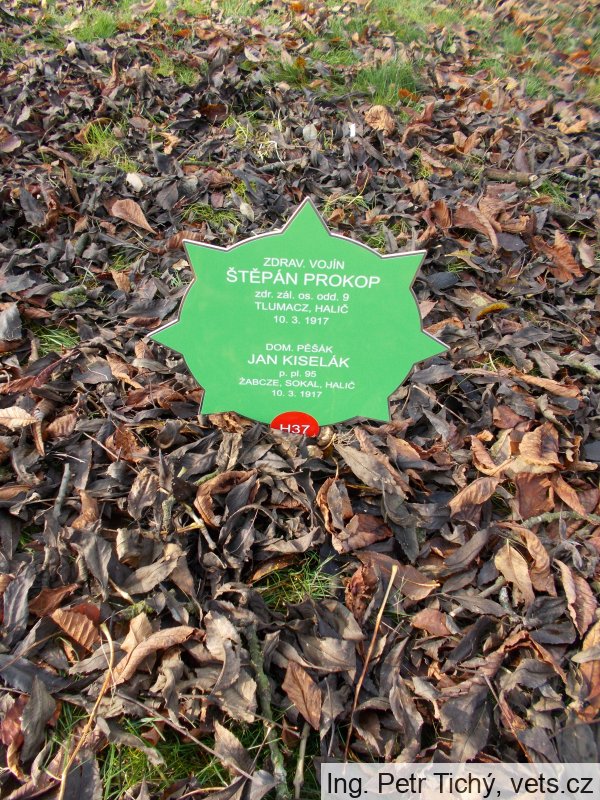 ZDRAV. VOJÍN
ŠTĚPÁN PROKOP
zdr. zál. os. odd. 9
TLUMACZ, HALIČ
10. 3. 1917
DOM. PĚŠÁK
JAN KISELÁK
p. pl. 95
ŽABCZE, SOKAL, HALIČ
10. 3. 1917
H37
Ing. Petr Tichý, vets.cz